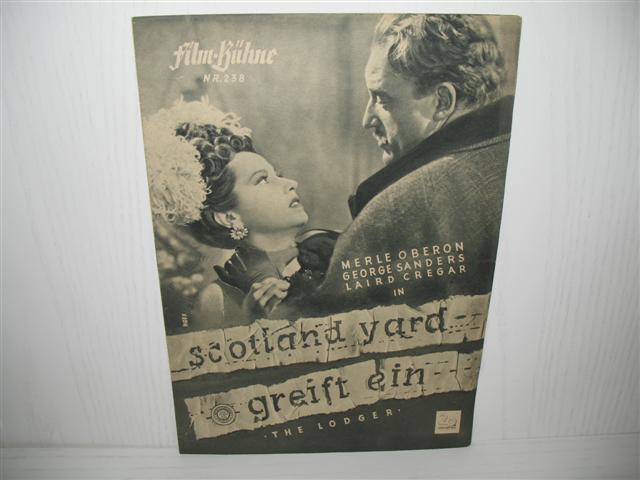 Film-Bühne
NR. 238
MERLE OBERON
GEORGE SANDERS
LAIRD CREGAR
IN
scotland yard
greift ein
· THE LODGER ·